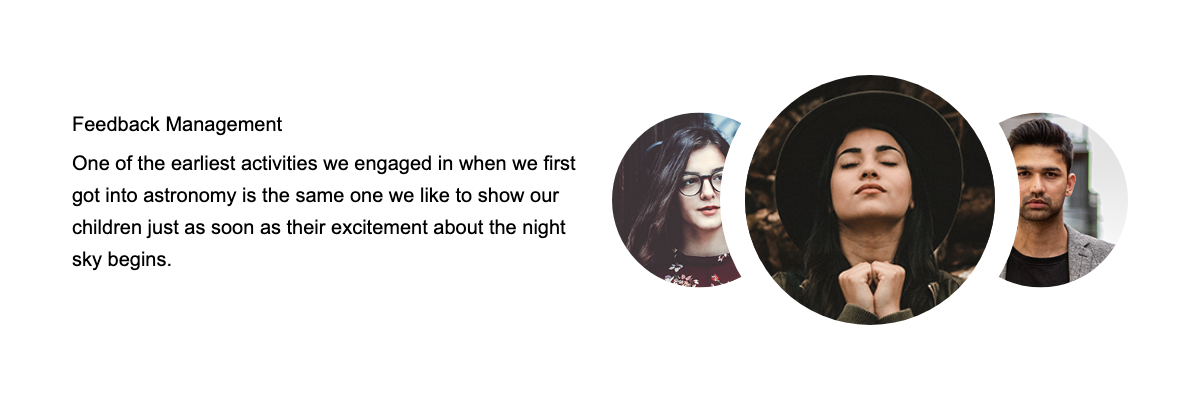 Feedback Management
One of the earliest activities we engaged in when we first
got into astronomy is the same one we like to show our
children just as soon as their excitement about the night
sky begins.